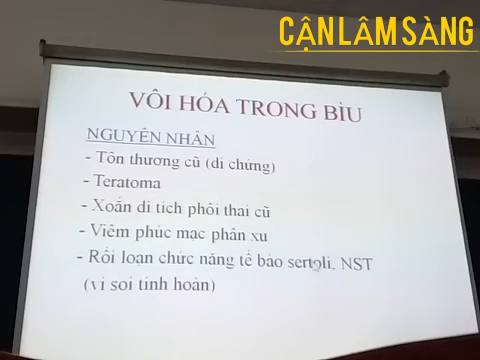 CẬN LÂM SÀNG
VÔI HÓA TRONG BÌU
NGUYÊN NHÂN
- Tổn thương cũ (di chứng)
- Teratoma
- Xoắn di tích phôi thai cũ
- Viêm phúc mạc phân xu
- Rối loạn chức năng tế bào sertoli, NST
(vi sỏi tinh hoàn)